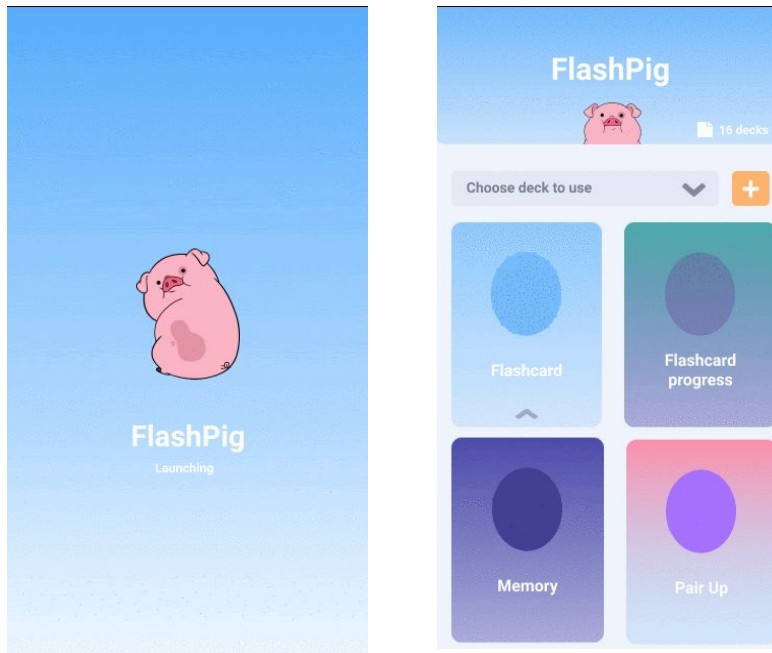 FlashPig
Launching
FlashPig
16 decks
Choose deck to use
Flashcard
Flashcard
progress
Memory
Pair Up